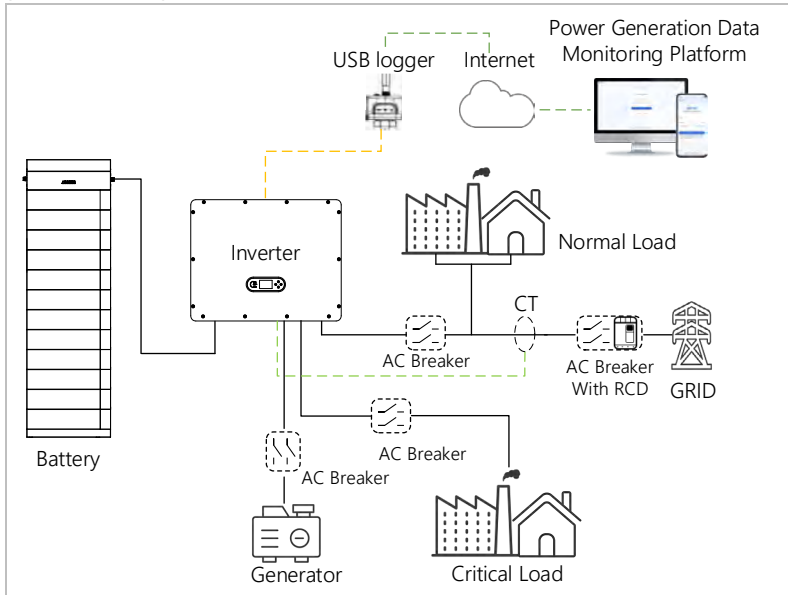 Power Generation Data
Monitoring Platform
USB logger
Internet
Inverter
Normal Load
CT
AC Breaker
AC Breaker
With RCD
GRID
Battery
AC Breaker
AC Breaker
Generator
Critical Load